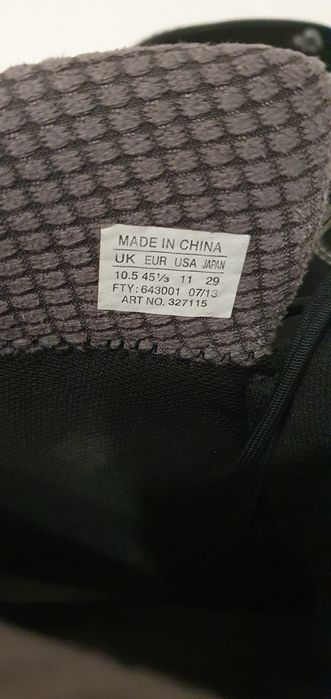 MADE IN CHINA
UK EUR USA JAPAN
10.5 45⅓ 11 29
FTY: 643001 07/13
ART NO. 327115